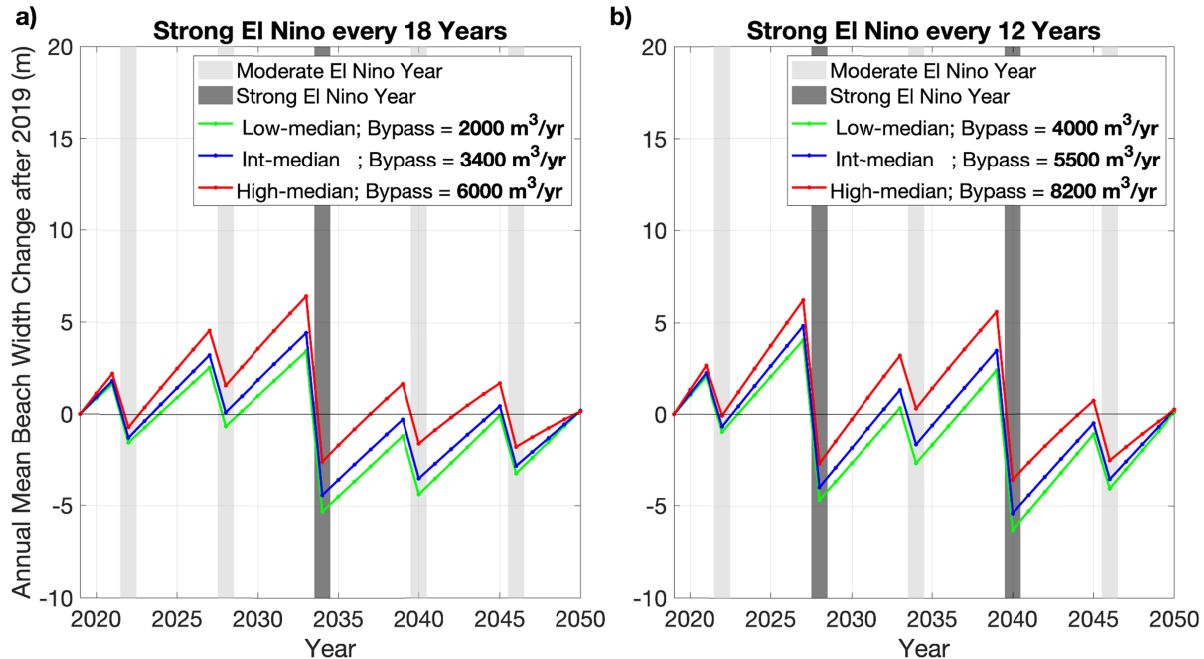 a)
Strong El Nino every 18 Years
Annual Mean Beach Width Change after 2019 (m)
20
15
10
5
0
-5
-10
Moderate El Nino Year
Strong El Nino Year
Low-median; Bypass = 2000 m³/yr
Int-median ; Bypass = 3400 m³/yr
High-median; Bypass = 6000 m³/yr
2020 2025 2030 2035 2040 2045 2050
Year
b)
Strong El Nino every 12 Years
20
15
10
5
0
-5
-10
Moderate El Nino Year
Strong El Nino Year
Low-median; Bypass = 4000 m³/yr
Int-median ; Bypass = 5500 m³/yr
High-median; Bypass = 8200 m³/yr
2020 2025 2030 2035 2040 2045 2050
Year